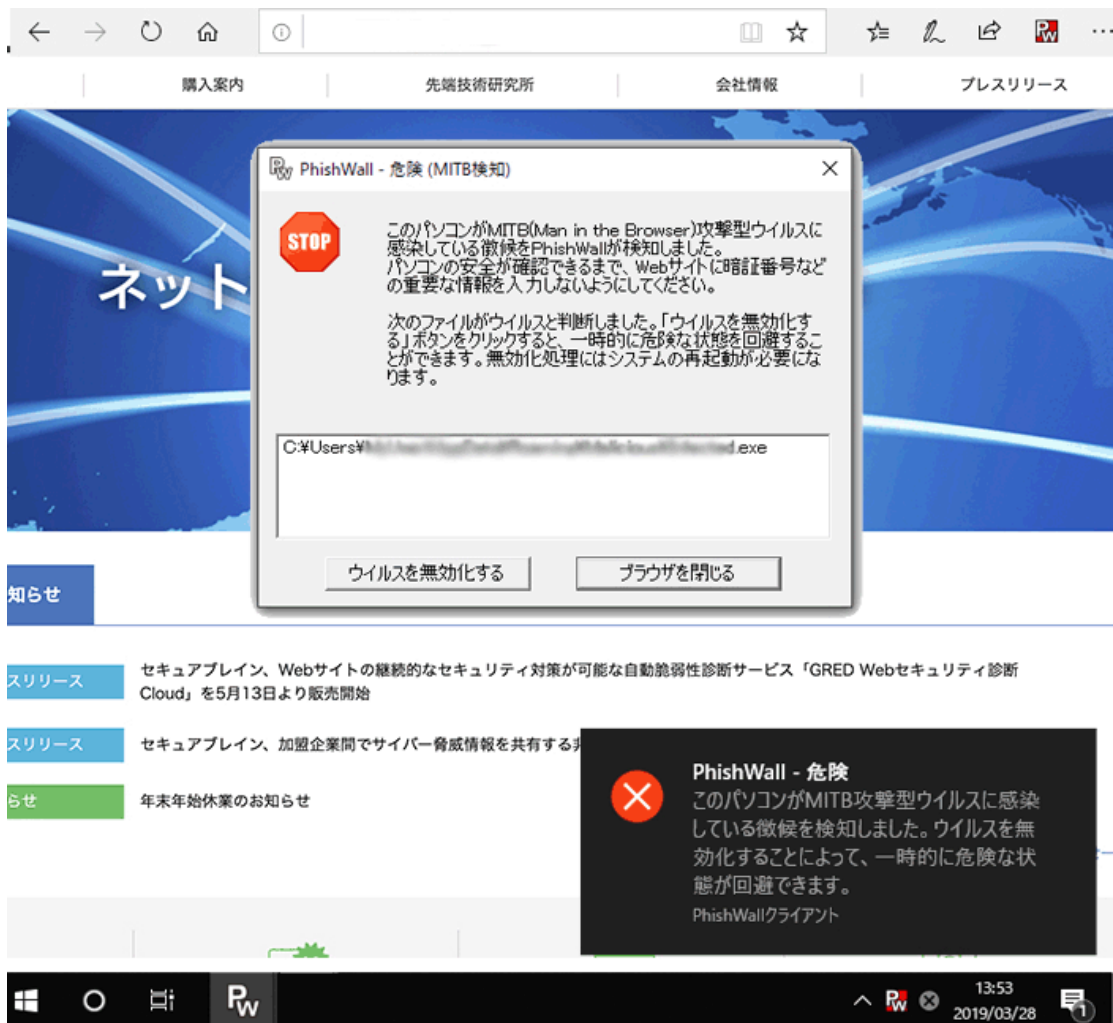 購入案内
先端技術研究所
会社情報
プレスリリース
ネット
PhishWall - 危険 (MITB検知)
STOP
このパソコンがMITB(Man in the Browser)攻撃型ウイルスに
感染している徴候をPhishWallが検知しました。
パソコンの安全が確認できるまで、Webサイトに暗証番号など
の重要な情報を入力しないようにしてください。
次のファイルがウイルスと判断しました。「ウイルスを無効化す
る」ボタンをクリックすると、一時的に危険な状態を回避するこ
とができます。無効化処理にはシステムの再起動が必要にな
ります。
C:¥Users¥
d.exe
ウイルスを無効化する
ブラウザを閉じる
知らせ
スリリース
セキュアブレイン、Webサイトの継続的なセキュリティ対策が可能な自動脆弱性診断サービス「GRED Webセキュリティ診断
Cloud」を5月13日より販売開始
スリリース
セキュアブレイン、加盟企業間でサイバー脅威情報を共有する
らせ
年末年始休業のお知らせ
PhishWall - 危険
このパソコンがMITB攻撃型ウイルスに感染
している徴候を検知しました。ウイルスを無
効化することによって、一時的に危険な状
態が回避できます。
PhishWallクライアント
PW
PW
13:53
2019/03/28
1